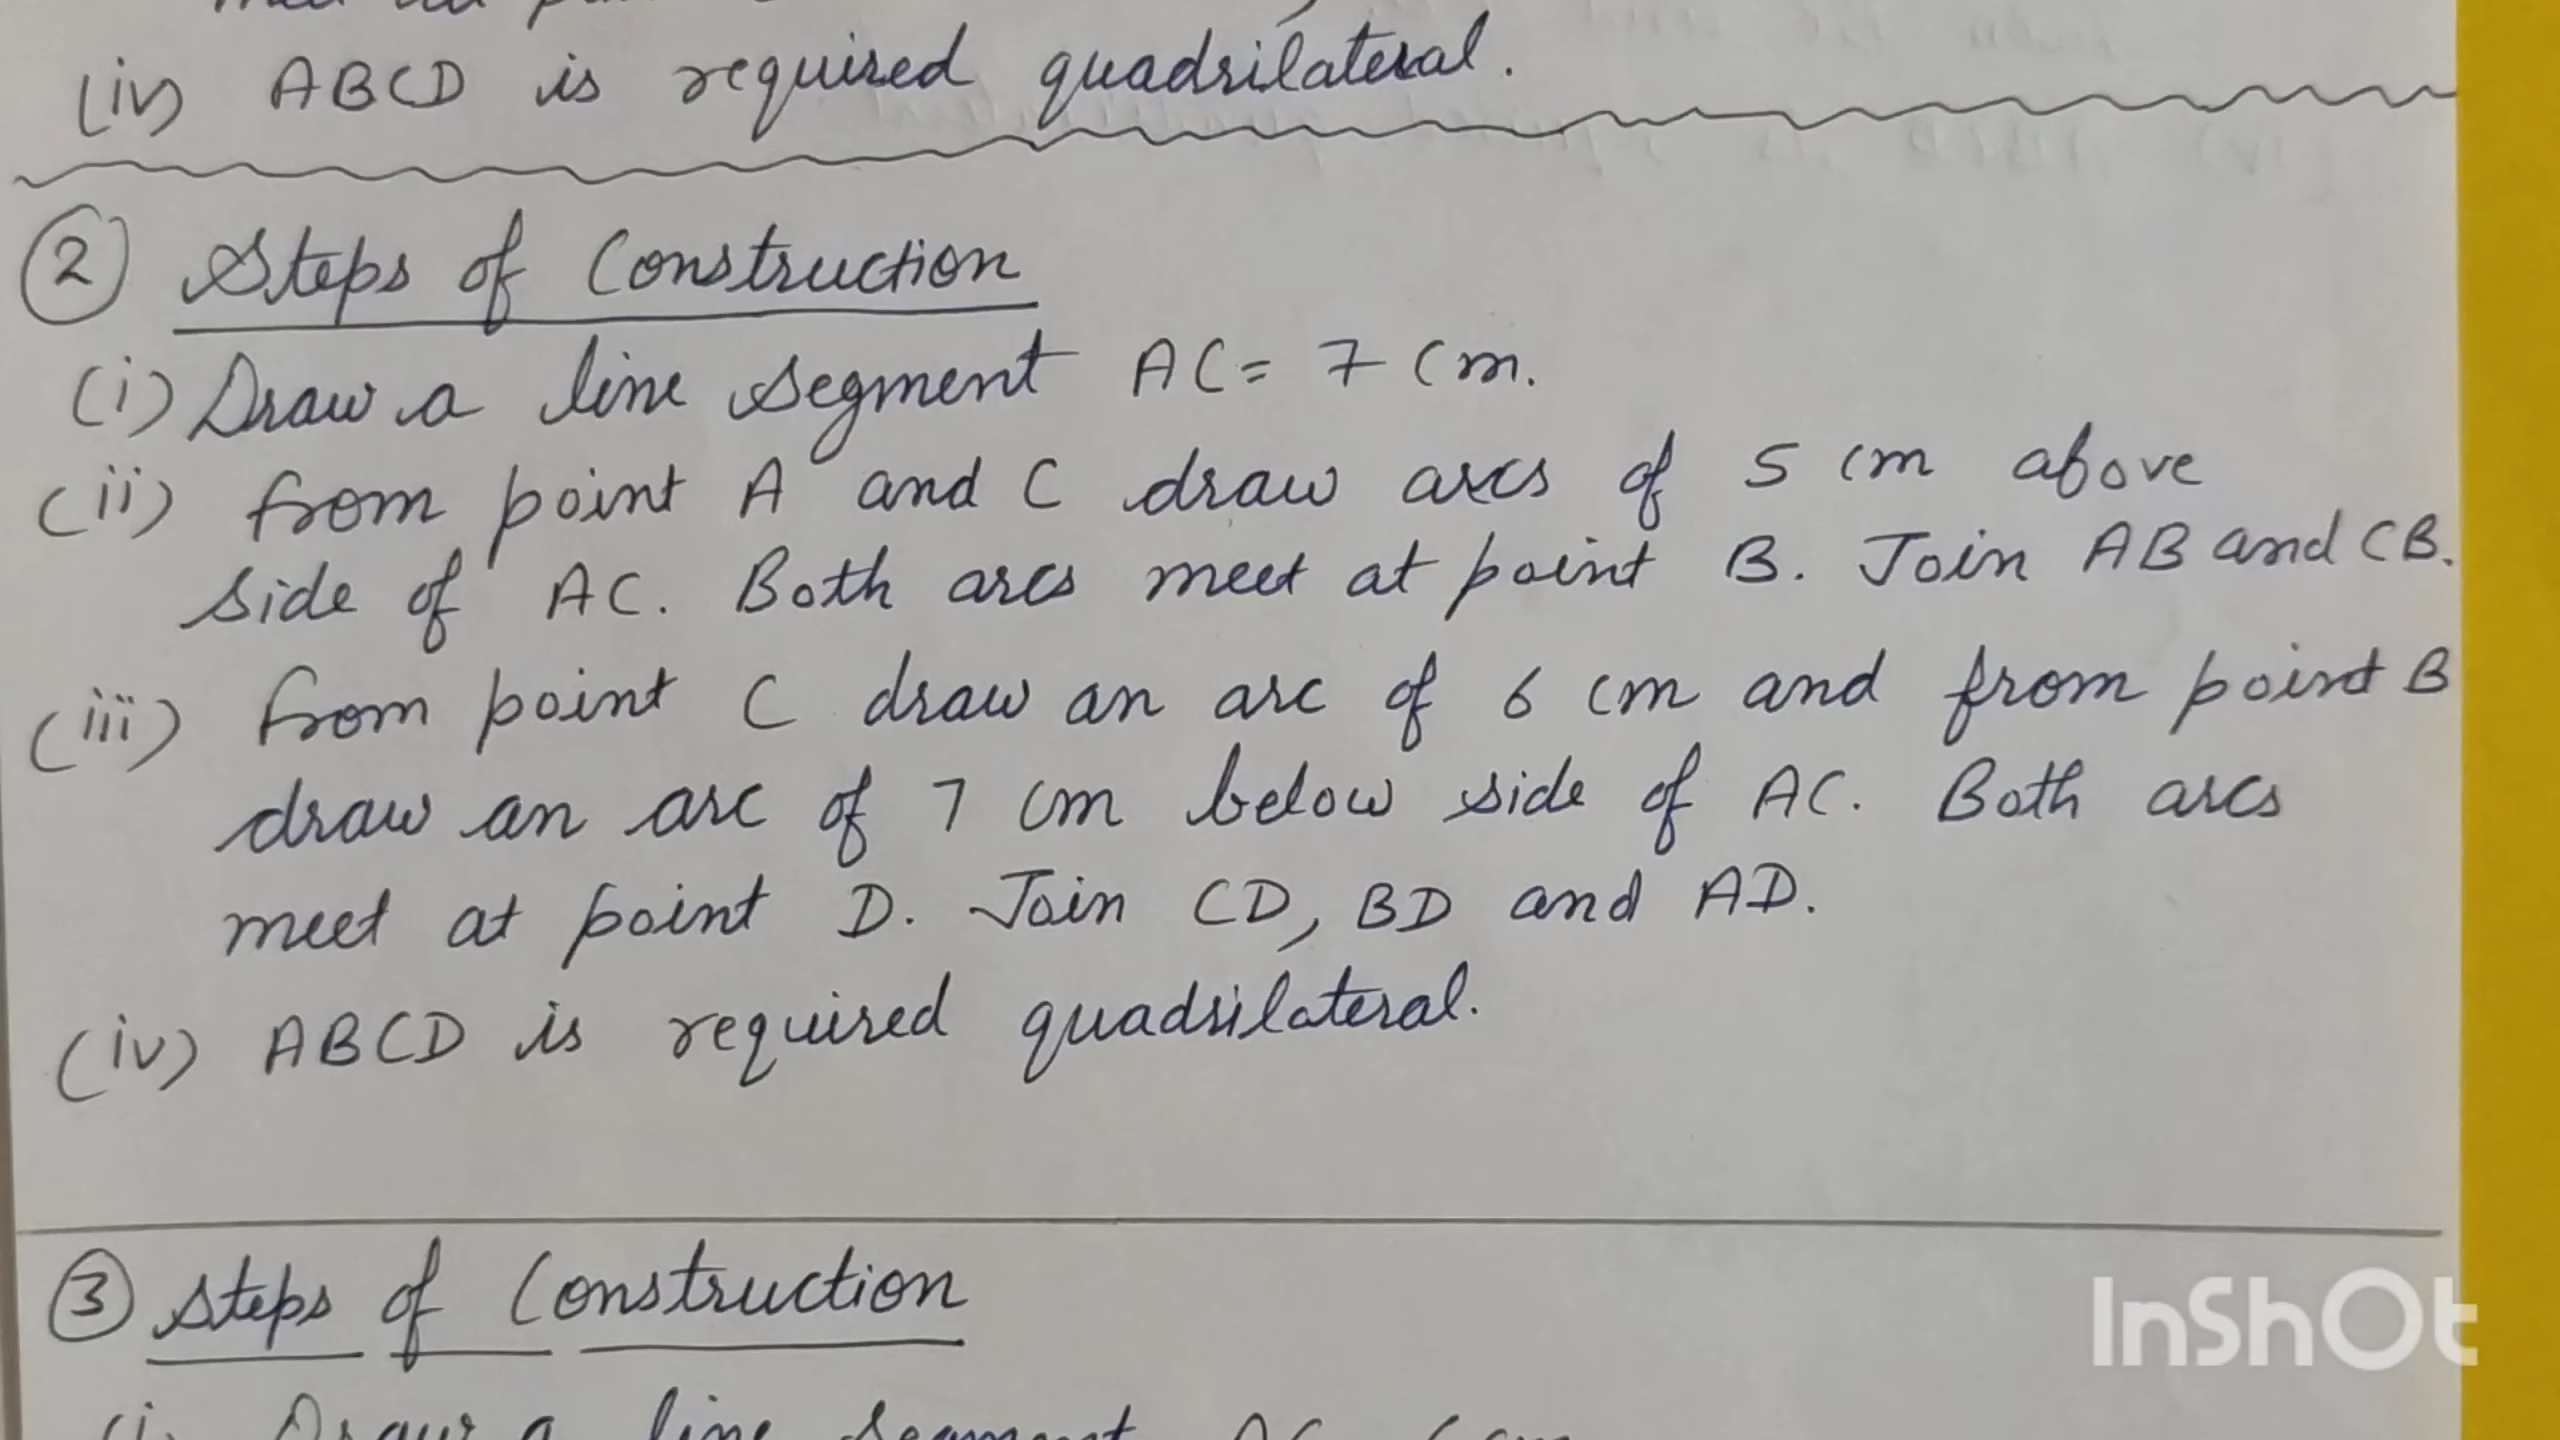 (iv) ABCD is required quadrilateral.
2 Steps of Construction
(i) Draw a line segment AC = 7 cm.
(ii) from point A and C draw arcs of 5 cm above
side of AC. Both arcs meet at point B. Join AB and CB.
(iii) from point C draw an arc of 6 cm and from point B
draw an arc of 7 cm below side of AC. Both arcs
meet at point D. Join CD, BD and AD.
(iv) ABCD is required quadrilateral.
3 steps of Construction
(i) Draw a line segment
InShOt